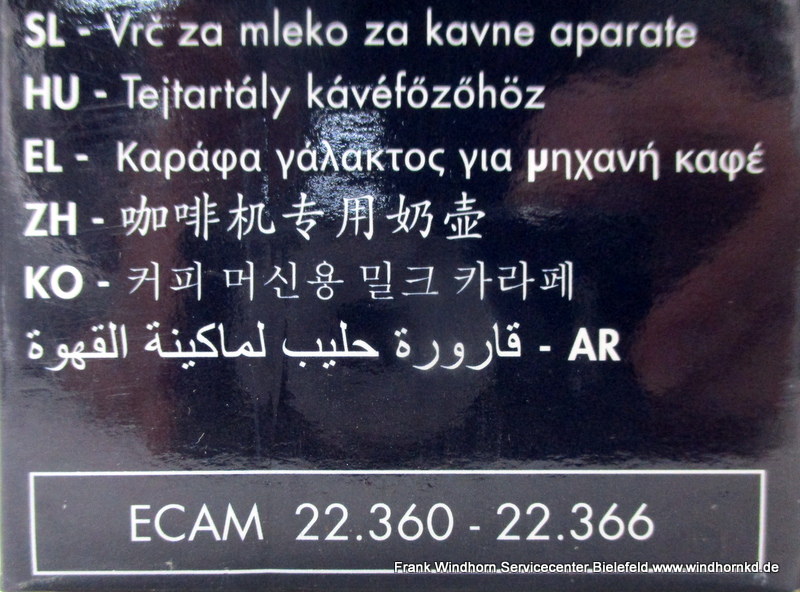 SL - Vrč za mleko za kavne aparate
HU - Tejtartály kávéfőzőhöz
EL - Καράφα γάλακτος για μηχανή καφέ
ZH - 咖啡机专用奶壶
KO - 커피 머신용 밀크 카라페
قارورة حليب لماكينة القهوة - AR
ECAM 22.360 - 22.366
Frank Windhorn Servicecenter Bielefeld www.windhornkd.de